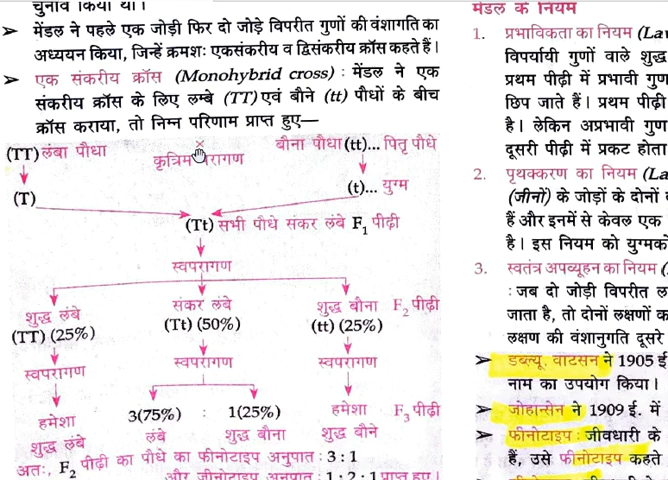 चुनाव किया था।
➤ मेंडल ने पहले एक जोड़ी फिर दो जोड़े विपरीत गुणों की वंशागति का
अध्ययन किया, जिन्हें क्रमशः एकसंकरीय व द्विसंकरीय क्रॉस कहते हैं।
➤ एक संकरीय क्रॉस (Monohybrid cross) : मेंडल ने एक
संकरीय क्रॉस के लिए लम्बे (TT) एवं बौने (tt) पौधों के बीच
क्रॉस कराया, तो निम्न परिणाम प्राप्त हुए—
(TT) लंबा पौधा × बौना पौधा (tt)... पितृ पौधे
कृत्रिम परागण
(T) (t)... युग्म
(Tt) सभी पौधे संकर लंबे F₁ पीढ़ी
स्वपरागण
शुद्ध लंबे संकर लंबे शुद्ध बौना F₂ पीढ़ी
(TT) (25%) (Tt) (50%) (tt) (25%)
स्वपरागण स्वपरागण स्वपरागण
हमेशा 3(75%) : 1(25%) हमेशा F₃ पीढ़ी
शुद्ध लंबे लंबे शुद्ध बौना शुद्ध बौने
अतः, F₂ पीढ़ी का पौधे का फीनोटाइप अनुपात : 3 : 1
और जीनोटाइप अनुपात : 1 : 2 : 1 प्राप्त हुए।
मेंडल के नियम
1. प्रभाविकता का नियम
विपर्यायी गुणों वाले शुद्ध
प्रथम पीढ़ी में प्रभावी गुण
छिप जाते हैं। प्रथम पीढ़ी
है। लेकिन अप्रभावी गुण
दूसरी पीढ़ी में प्रकट होता
2. पृथक्करण का नियम
(जीनों) के जोड़ों के दोनों
हैं और इनमें से केवल एक
है। इस नियम को
3. स्वतंत्र अपव्यूहन का नियम
: जब दो जोड़ी विपरीत
जाता है, तो दोनों लक्षणों
लक्षण की वंशानुगति दूसरे
➤ डब्ल्यू. वाटसन ने 1905 ई
नाम का उपयोग किया।
➤ जोहान्सेन ने 1909 ई. में
➤ फीनोटाइप : जीवधारी के
हैं, उसे फीनोटाइप कहते